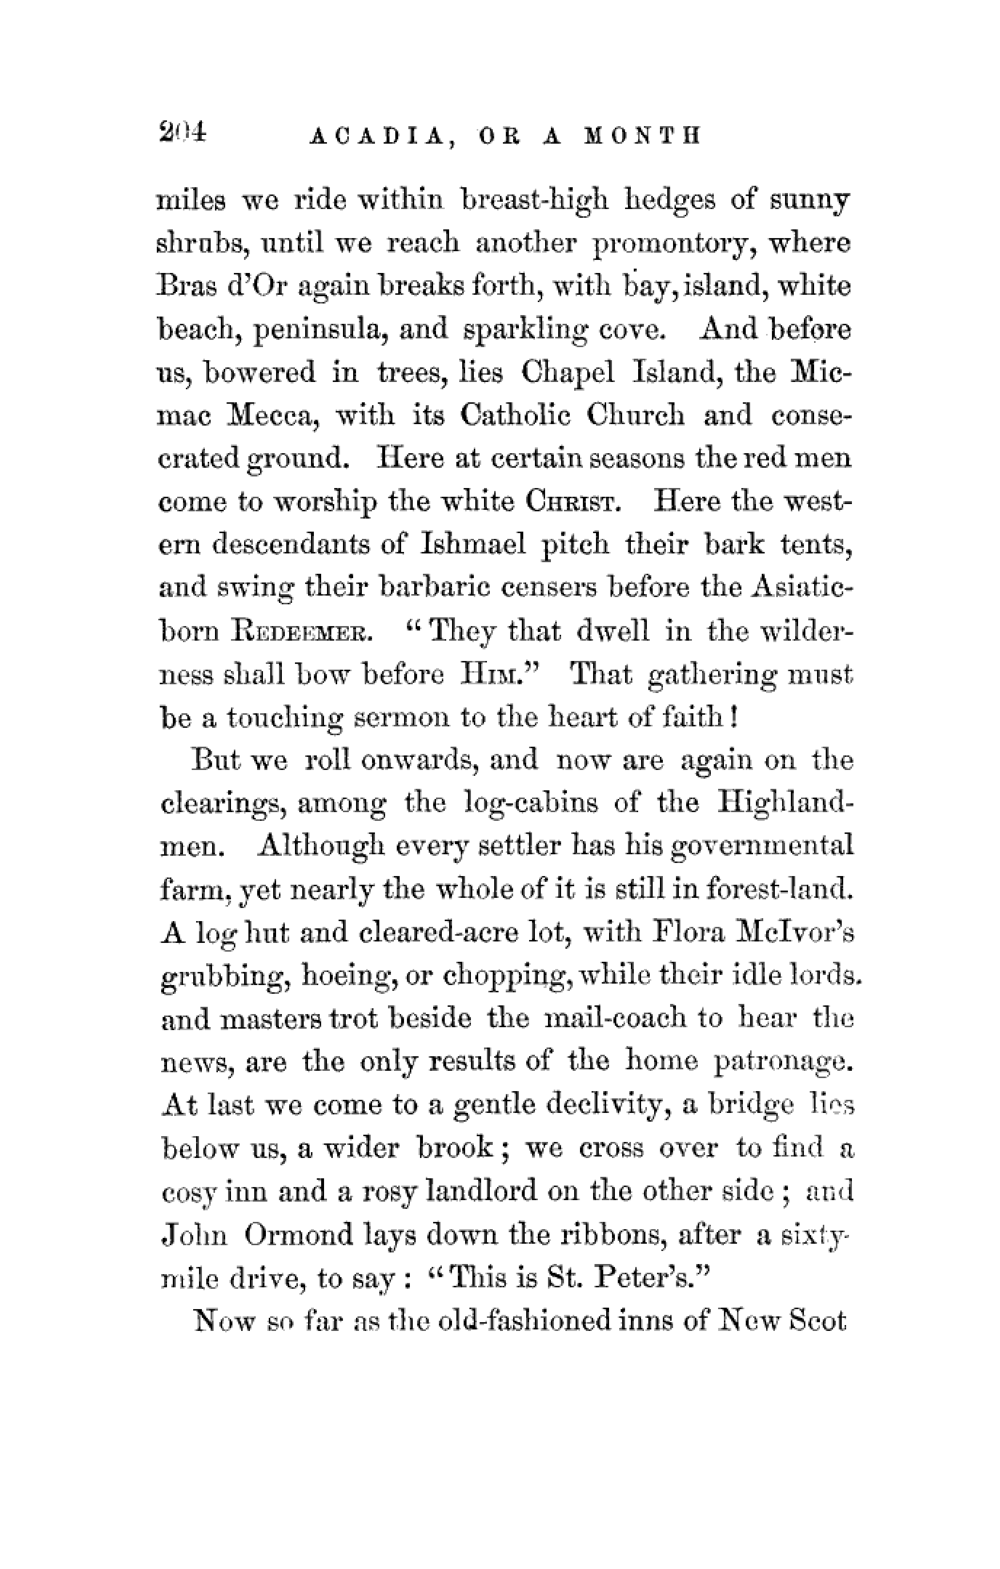 204 ACADIA, OR A MONTH
miles we ride within breast-high hedges of sunny
shrubs, until we reach another promontory, where
Bras d'Or again breaks forth, with bay, island, white
beach, peninsula, and sparkling cove. And before
us, bowered in trees, lies Chapel Island, the Mic-
mac Mecca, with its Catholic Church and conse-
crated ground. Here at certain seasons the red men
come to worship the white CHRIST. Here the west-
ern descendants of Ishmael pitch their bark tents,
and swing their barbaric censers before the Asiatic-
born REDEEMER. "They that dwell in the wilder-
ness shall bow before HIM." That gathering must
be a touching sermon to the heart of faith!
But we roll onwards, and now are again on the
clearings, among the log-cabins of the Highland-
men. Although every settler has his governmental
farm, yet nearly the whole of it is still in forest-land.
A log hut and cleared-acre lot, with Flora McIvor's
grubbing, hoeing, or chopping, while their idle lords.
and masters trot beside the mail-coach to hear the
news, are the only results of the home patronage.
At last we come to a gentle declivity, a bridge lies
below us, a wider brook; we cross over to find a
cosy inn and a rosy landlord on the other side; and
John Ormond lays down the ribbons, after a sixty-
mile drive, to say: "This is St. Peter's."
Now so far as the old-fashioned inns of New Scot